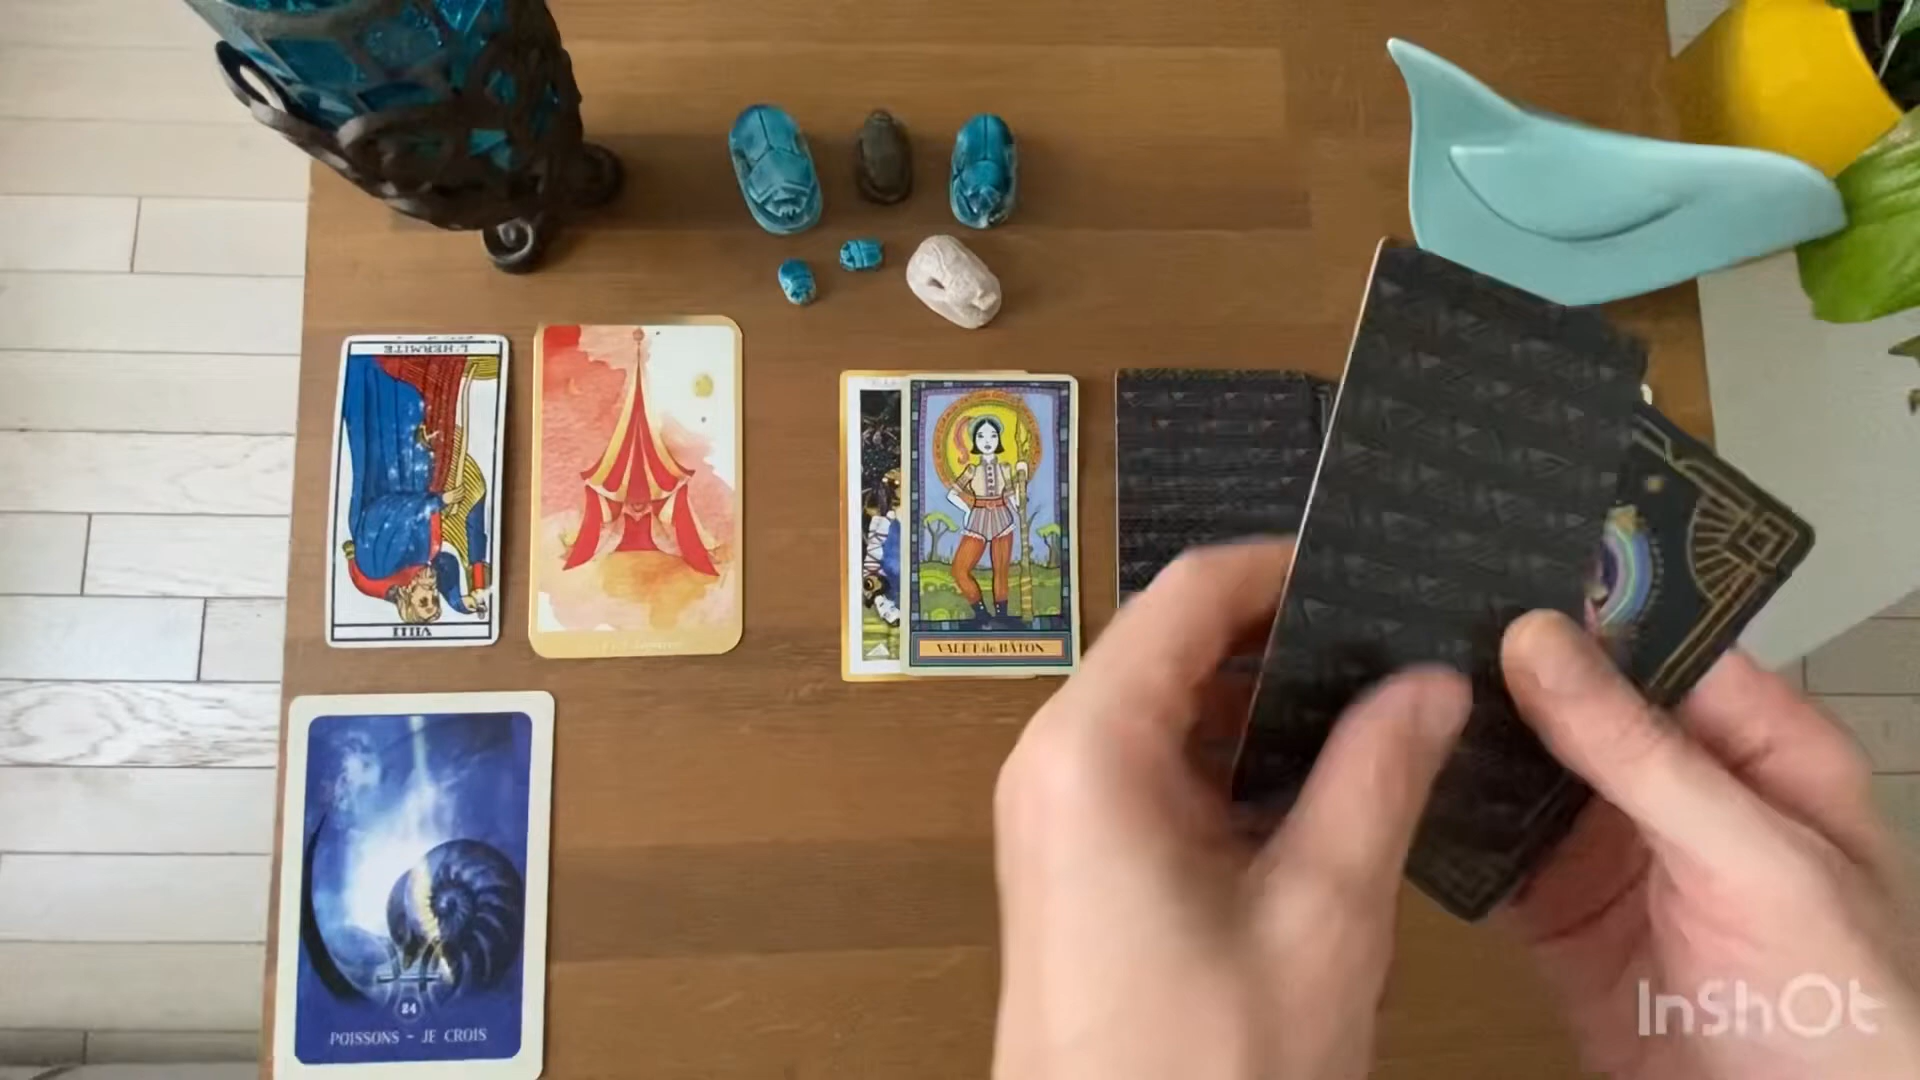 L'HERMITE
VIIII
VALET de BÂTON
24
POISSONS - JE CROIS
InShOt